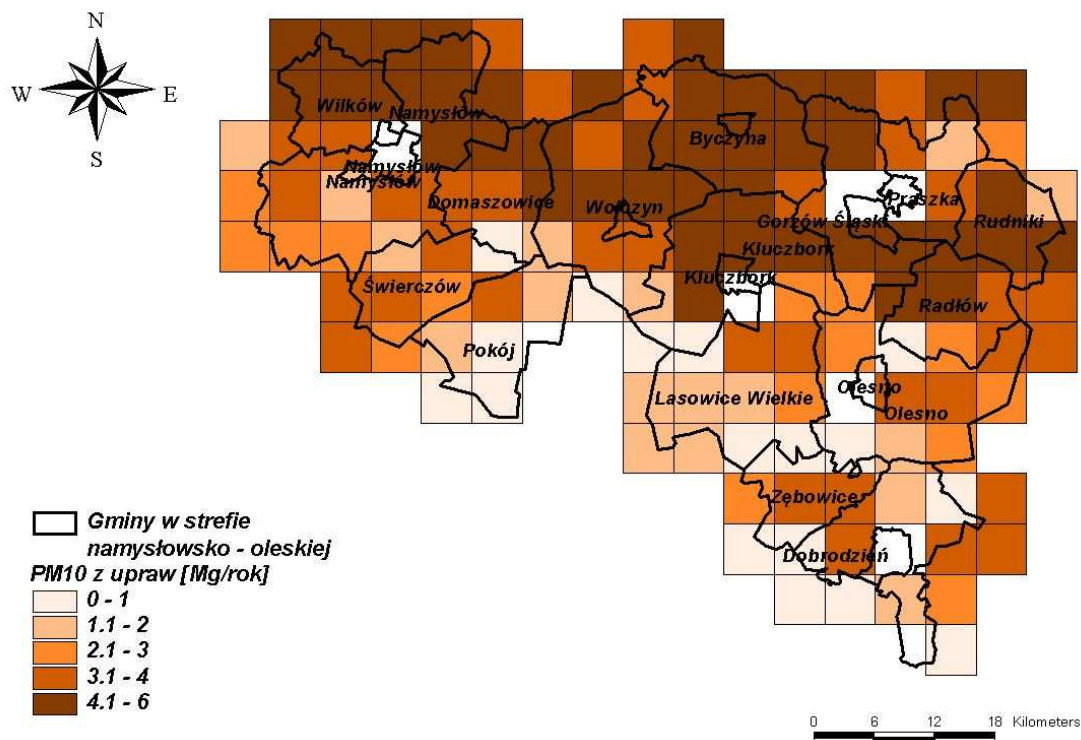 N
W
E
S
Wilków
Namysłów
Byczyna
Namysłów
Namysłów
Domaszowice
Wołczyn
Gorzów Śląski
Praszka
Rudniki
Kluczbork
Kluczbork
Świerczów
Radłów
Pokój
Lasowice Wielkie
Olesno
Olesno
Zębowice
Dobrodzień
Gminy w strefie
namysłowsko - oleskiej
PM10 z upraw [Mg/rok]
0 - 1
1.1 - 2
2.1 - 3
3.1 - 4
4.1 - 6
0 6 12 18 Kilometers